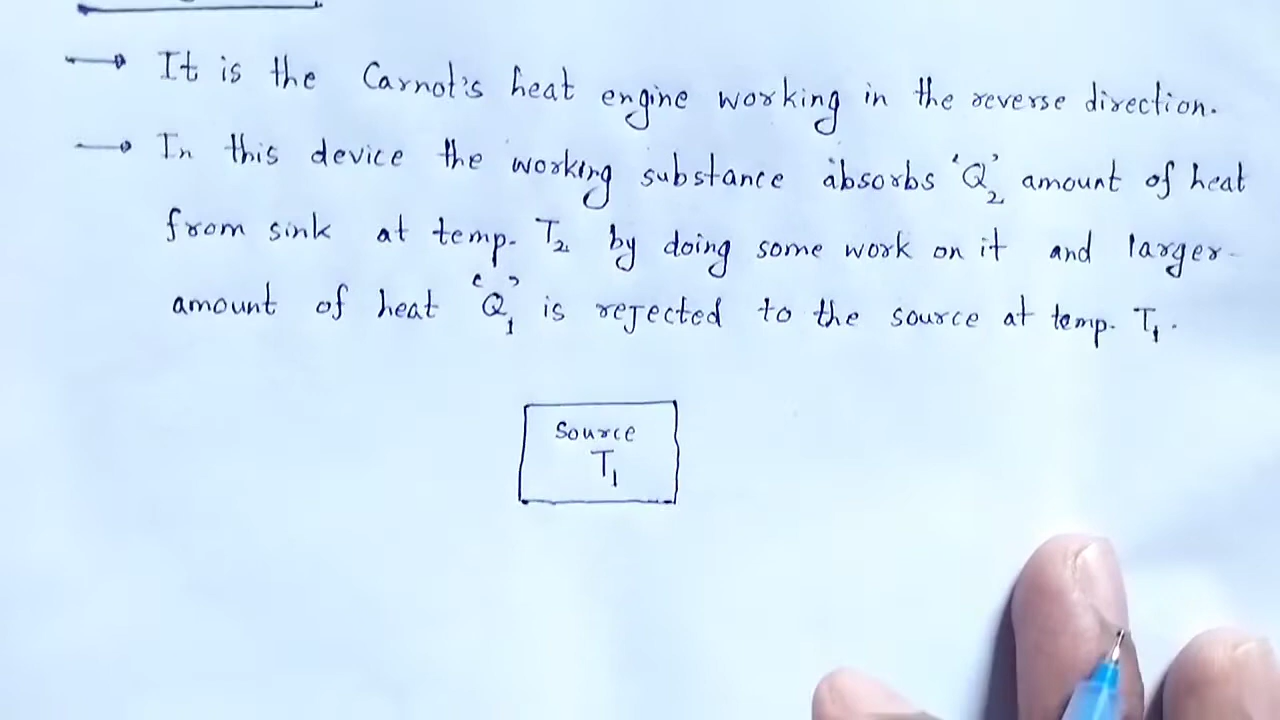 It is the Carnot's heat engine working in the reverse direction.
In this device the working substance absorbs 'Q₂' amount of heat
from sink at temp. T₂ by doing some work on it and larger
amount of heat 'Q₁' is rejected to the source at temp. T₁.
Source
T₁